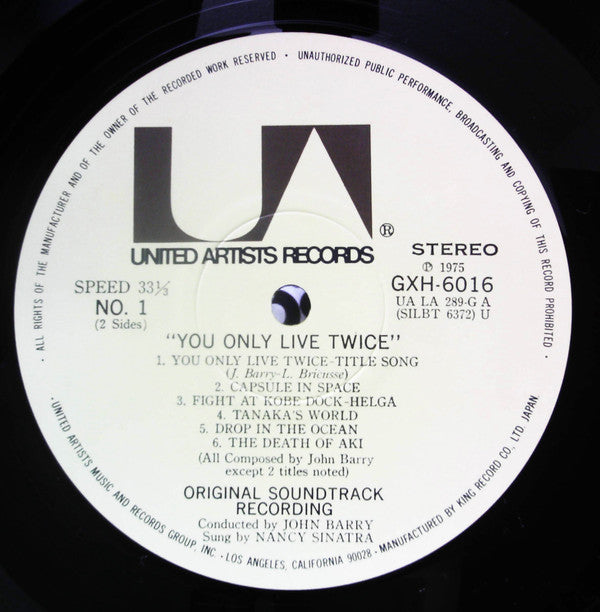 ALL RIGHTS OF THE MANUFACTURER AND OF THE OWNER OF THE RECORDED WORK RESERVED · UNAUTHORIZED PUBLIC PERFORMANCE, BROADCASTING AND COPYING OF THIS RECORD PROHIBITED ·
UA®
UNITED ARTISTS RECORDS
STEREO
℗ 1975
SPEED 33⅓
GXH-6016
NO. 1
UA LA 289-G A
(2 Sides)
(SILBT 6372) U
"YOU ONLY LIVE TWICE"
1. YOU ONLY LIVE TWICE-TITLE SONG
(J. Barry-L. Bricusse)
2. CAPSULE IN SPACE
3. FIGHT AT KOBE DOCK-HELGA
4. TANAKA'S WORLD
5. DROP IN THE OCEAN
6. THE DEATH OF AKI
(All Composed by John Barry
except 2 titles noted)
ORIGINAL SOUNDTRACK
RECORDING
Conducted by JOHN BARRY
Sung by NANCY SINATRA
· UNITED ARTISTS MUSIC AND RECORDS GROUP, INC · LOS ANGELES, CALIFORNIA 90028 · MANUFACTURED BY KING RECORD CO., LTD JAPAN.